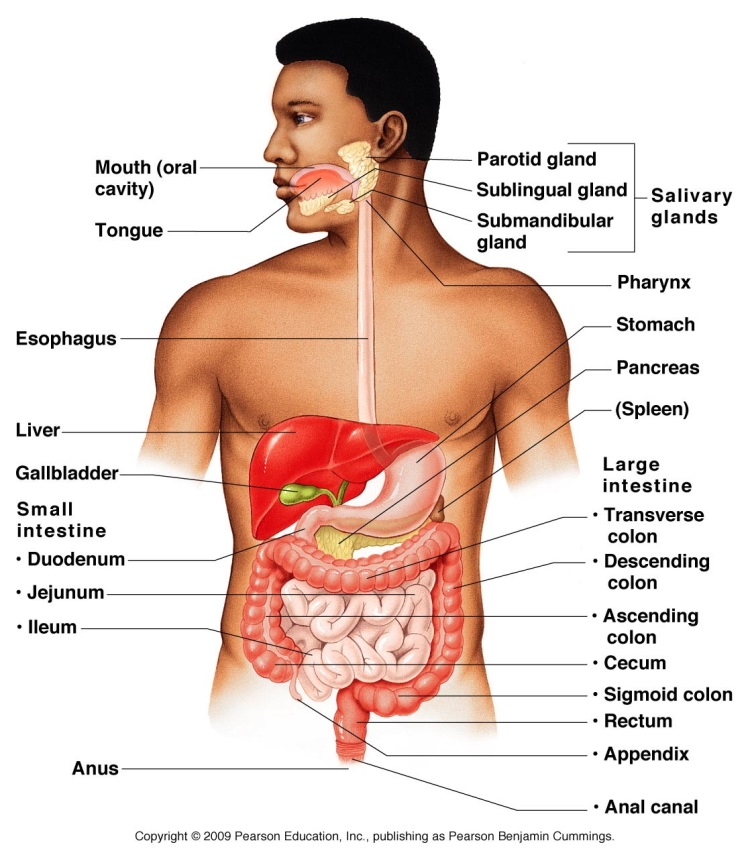 Mouth (oral
cavity)
Tongue
Esophagus
Liver
Gallbladder
Small
intestine
• Duodenum
• Jejunum
• Ileum
Anus
Parotid gland
Sublingual gland
Submandibular
gland
Salivary
glands
Pharynx
Stomach
Pancreas
(Spleen)
Large
intestine
• Transverse
colon
• Descending
colon
• Ascending
colon
• Cecum
• Sigmoid colon
• Rectum
• Appendix
• Anal canal
Copyright © 2009 Pearson Education, Inc., publishing as Pearson Benjamin Cummings.